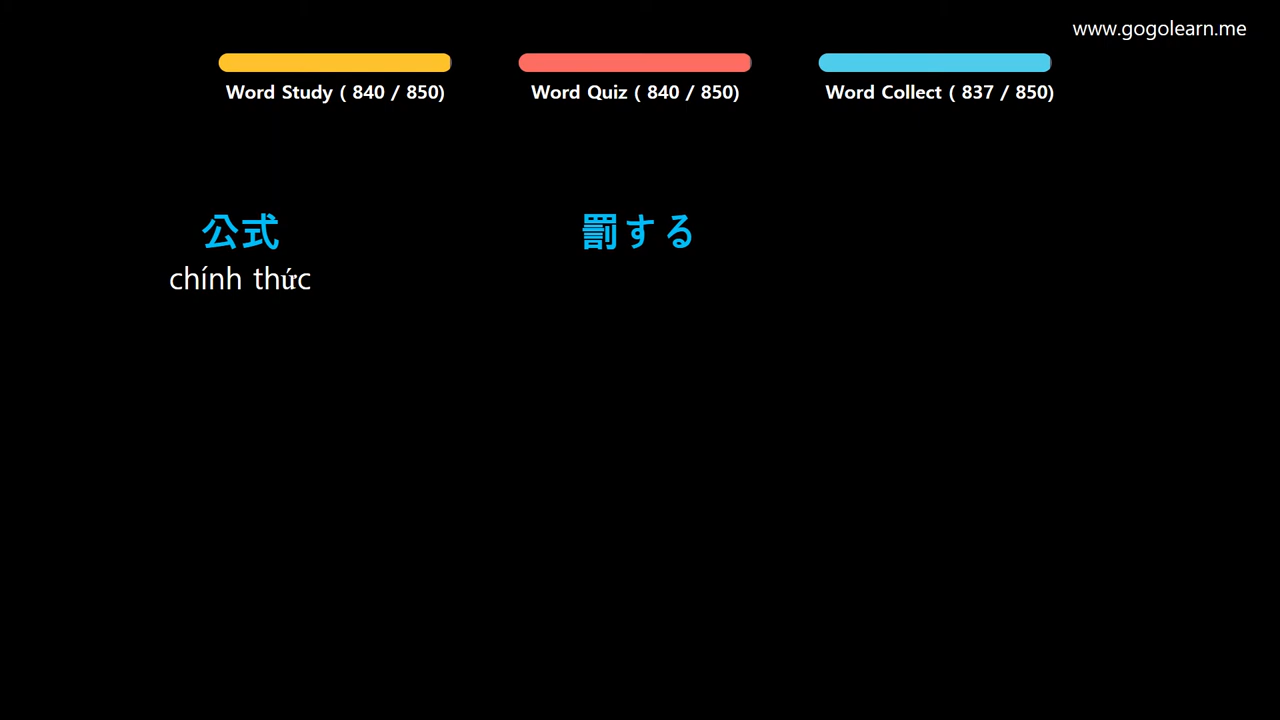 www.gogolearn.me
Word Study ( 840 / 850)
Word Quiz ( 840 / 850)
Word Collect ( 837 / 850)
公式
chính thức
罰する